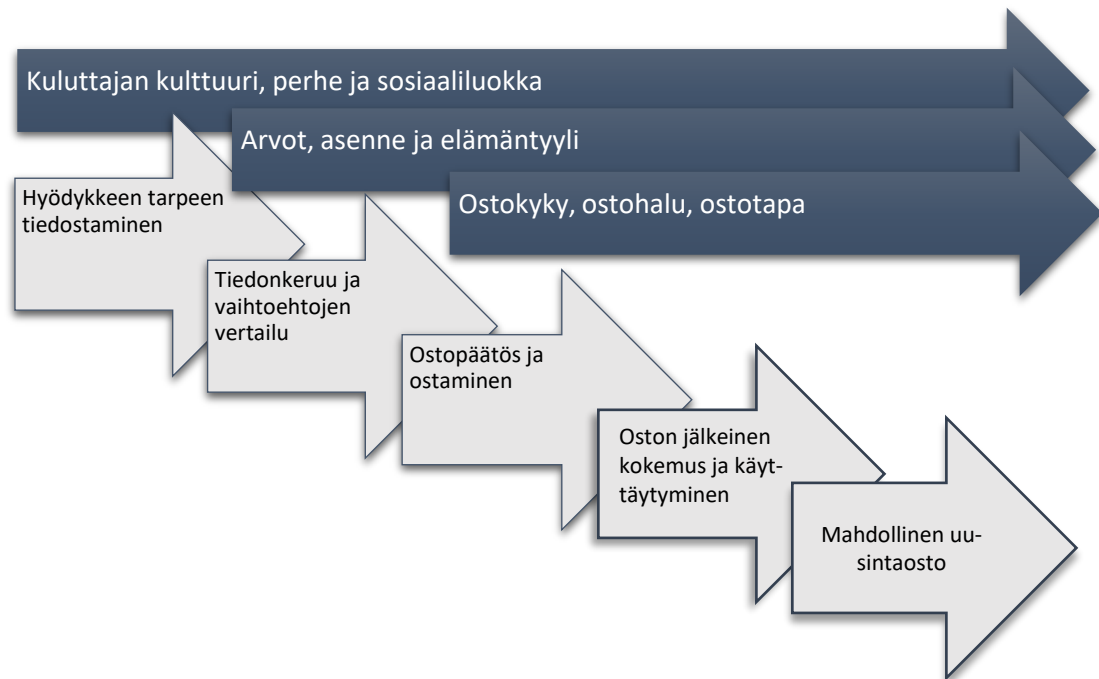 Kuluttajan kulttuuri, perhe ja sosiaaliluokka
Arvot, asenne ja elämäntyyli
Ostokyky, ostohalu, ostotapa
Hyödykkeen tarpeen
tiedostaminen
Tiedonkeruu ja
vaihtoehtojen
vertailu
Ostopäätös ja
ostaminen
Oston jälkeinen
kokemus ja käyt-
täytyminen
Mahdollinen uu-
sintaosto